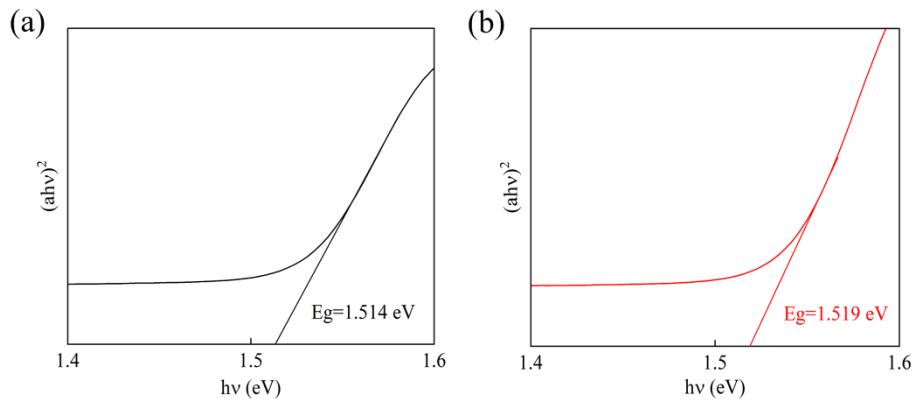 (a)
(ahν)²
Eg=1.514 eV
1.4 1.5 1.6
hν (eV)
(b)
(ahν)²
Eg=1.519 eV
1.4 1.5 1.6
hν (eV)